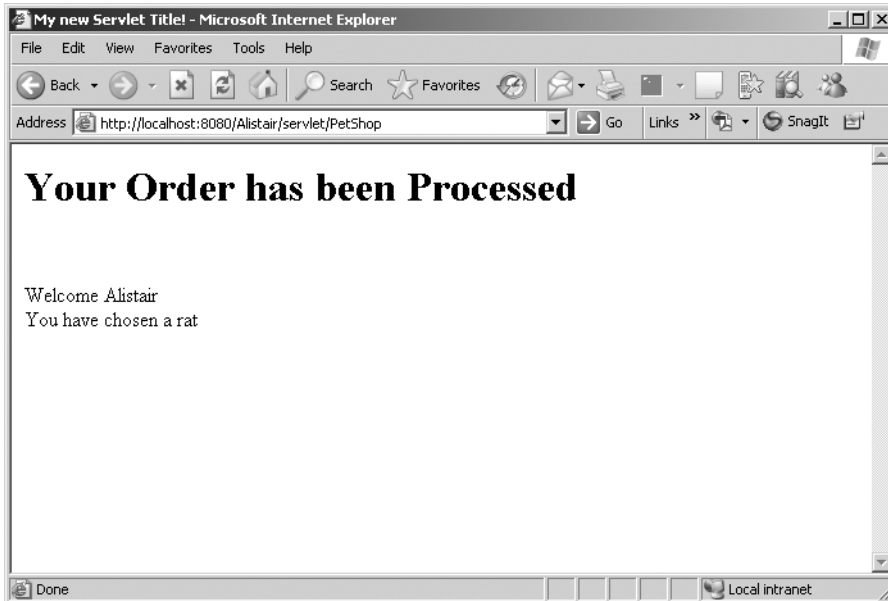 My new Servlet Title! - Microsoft Internet Explorer
File Edit View Favorites Tools Help
Back Search Favorites
Address http://localhost:8080/Alistair/servlet/PetShop Go Links » SnagIt
Your Order has been Processed
Welcome Alistair
You have chosen a rat
Done Local intranet